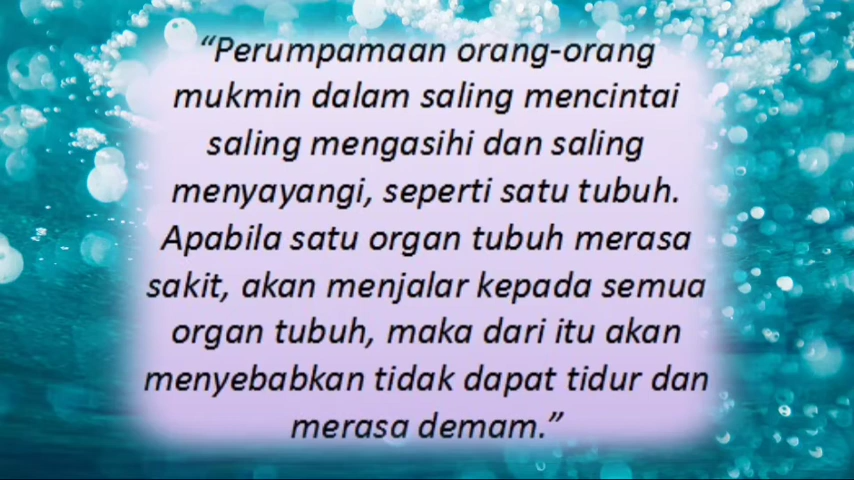 “Perumpamaan orang-orang
mukmin dalam saling mencintai
saling mengasihi dan saling
menyayangi, seperti satu tubuh.
Apabila satu organ tubuh merasa
sakit, akan menjalar kepada semua
organ tubuh, maka dari itu akan
menyebabkan tidak dapat tidur dan
merasa demam.”